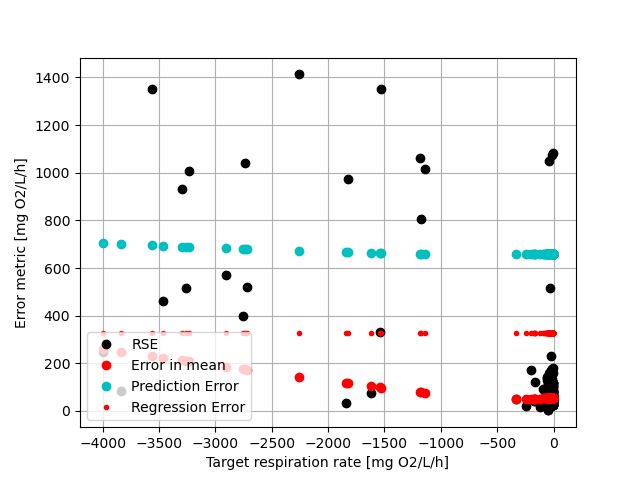 1400
1200
1000
800
600
400
200
0
Error metric [mg O2/L/h]
RSE
Error in mean
Prediction Error
Regression Error
−4000 −3500 −3000 −2500 −2000 −1500 −1000 −500 0
Target respiration rate [mg O2/L/h]